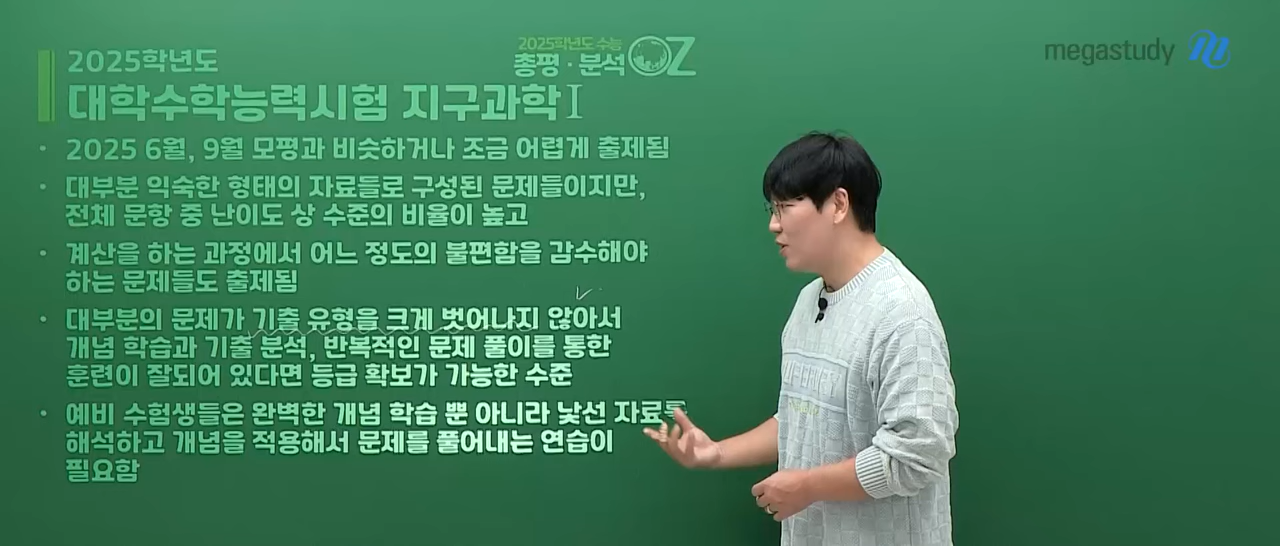 2025학년도
대학수학능력시험 지구과학I
2025학년도 수능
총평·분석 OZ
megastudy
• 2025 6월, 9월 모평과 비슷하거나 조금 어렵게 출제됨
• 대부분 익숙한 형태의 자료들로 구성된 문제들이지만,
전체 문항 중 난이도 상 수준의 비율이 높고
• 계산을 하는 과정에서 어느 정도의 불편함을 감수해야
하는 문제들도 출제됨
• 대부분의 문제가 기출 유형을 크게 벗어나지 않아서
개념 학습과 기출 분석, 반복적인 문제 풀이를 통한
훈련이 잘되어 있다면 등급 확보가 가능한 수준
• 예비 수험생들은 완벽한 개념 학습 뿐 아니라 낯선 자료를
해석하고 개념을 적용해서 문제를 풀어내는 연습이
필요함